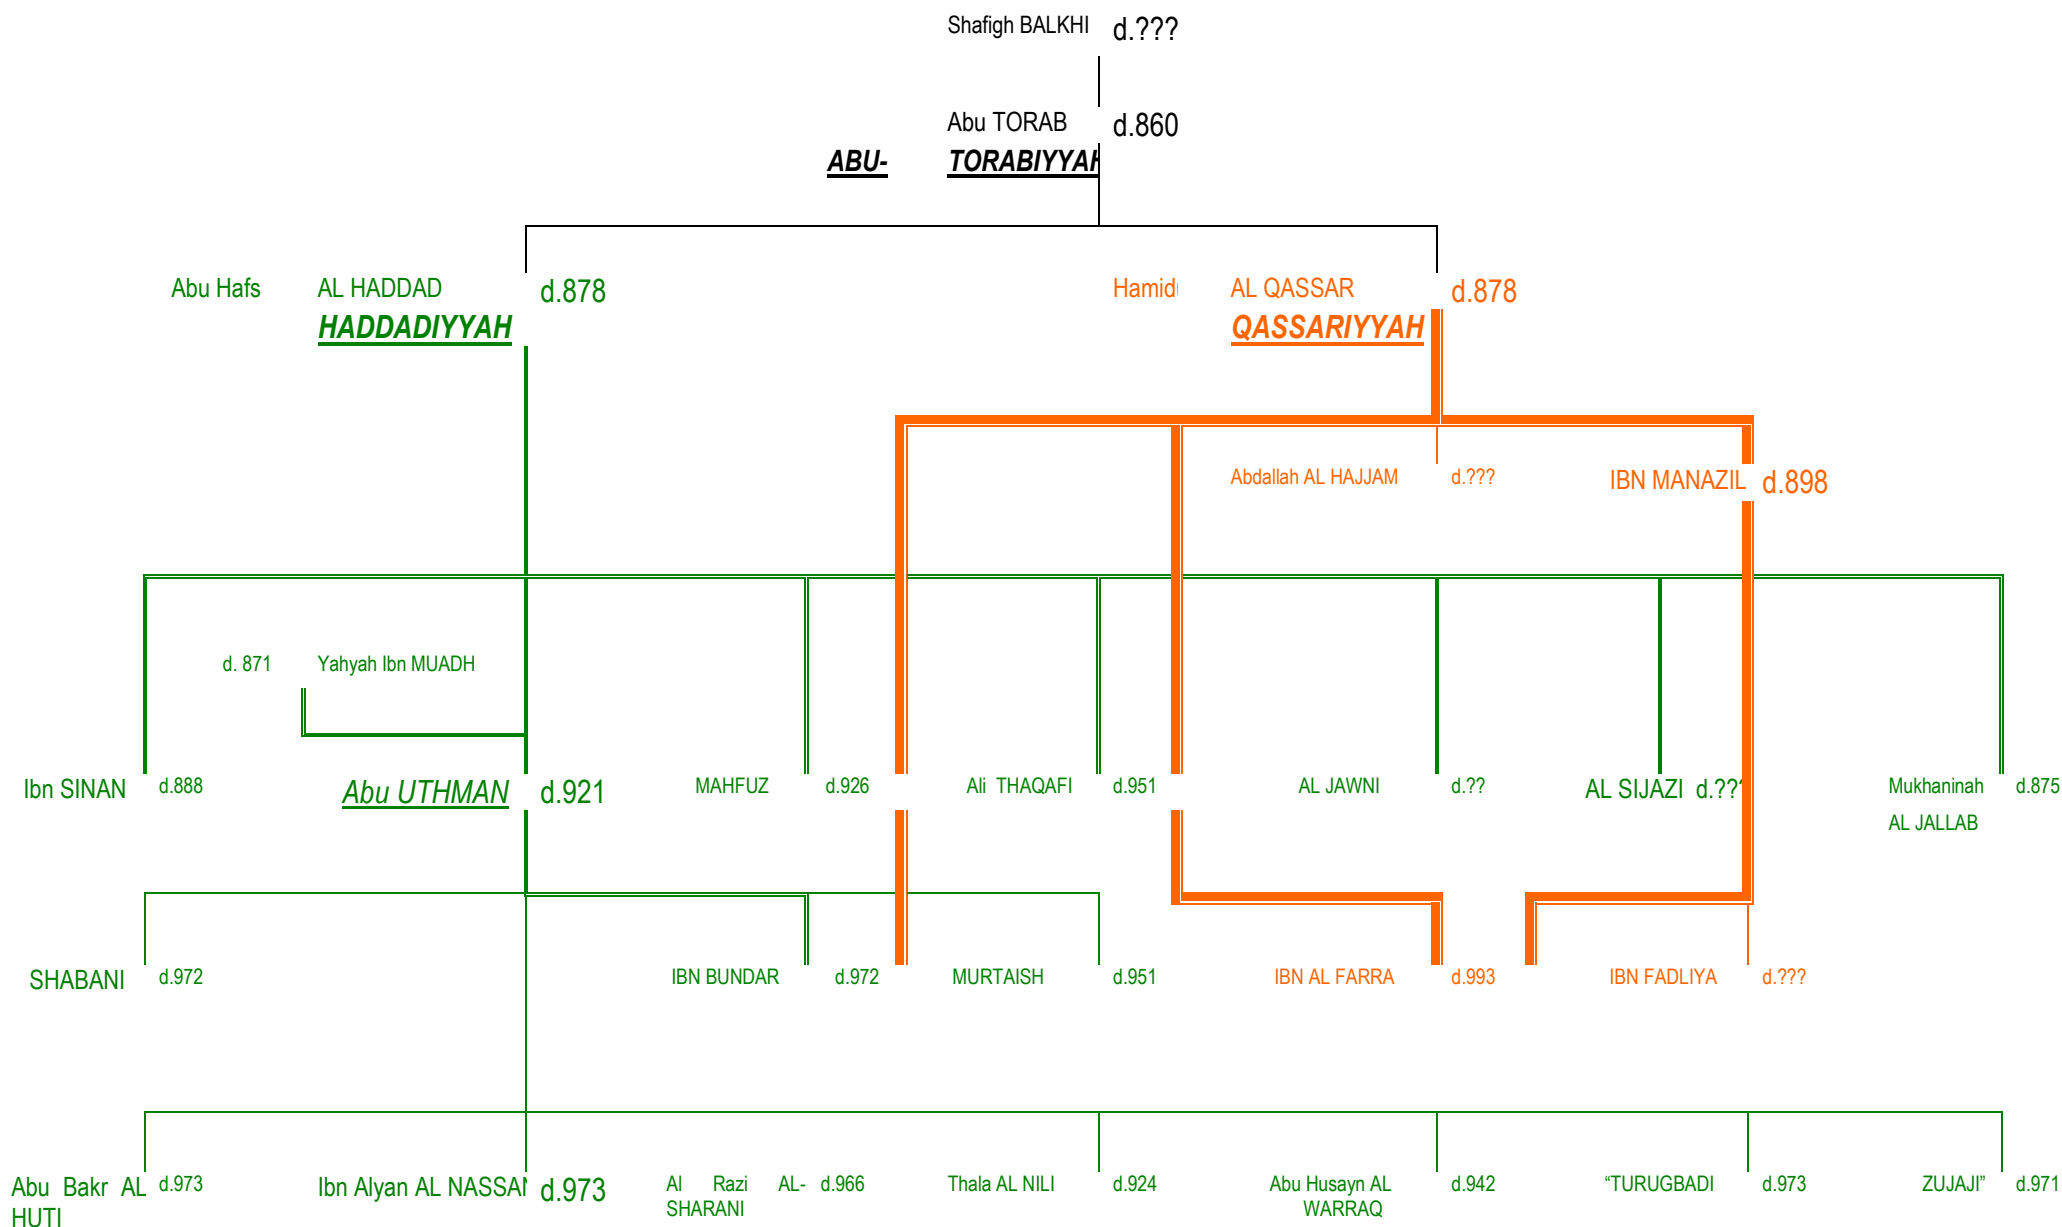 Shafigh BALKHI d.???
Abu TORAB d.860
ABU- TORABIYYAH
Abu Hafs AL HADDAD d.878 Hamid AL QASSAR d.878
HADDADIYYAH QASSARIYYAH
Abdallah AL HAJJAM d.??? IBN MANAZIL d.898
d. 871 Yahyah Ibn MUADH
Ibn SINAN d.888 Abu UTHMAN d.921 MAHFUZ d.926 Ali THAQAFI d.951 AL JAWNI d.?? AL SIJAZI d.??? Mukhaninah d.875
AL JALLAB
SHABANI d.972 IBN BUNDAR d.972 MURTAISH d.951 IBN AL FARRA d.993 IBN FADLIYA d.???
Abu Bakr AL d.973 Ibn Alyan AL NASSAN d.973 Al Razi AL- d.966 Thala AL NILI d.924 Abu Husayn AL d.942 “TURUGBADI d.973 ZUJAJI” d.971
HUTI SHARANI WARRAQ